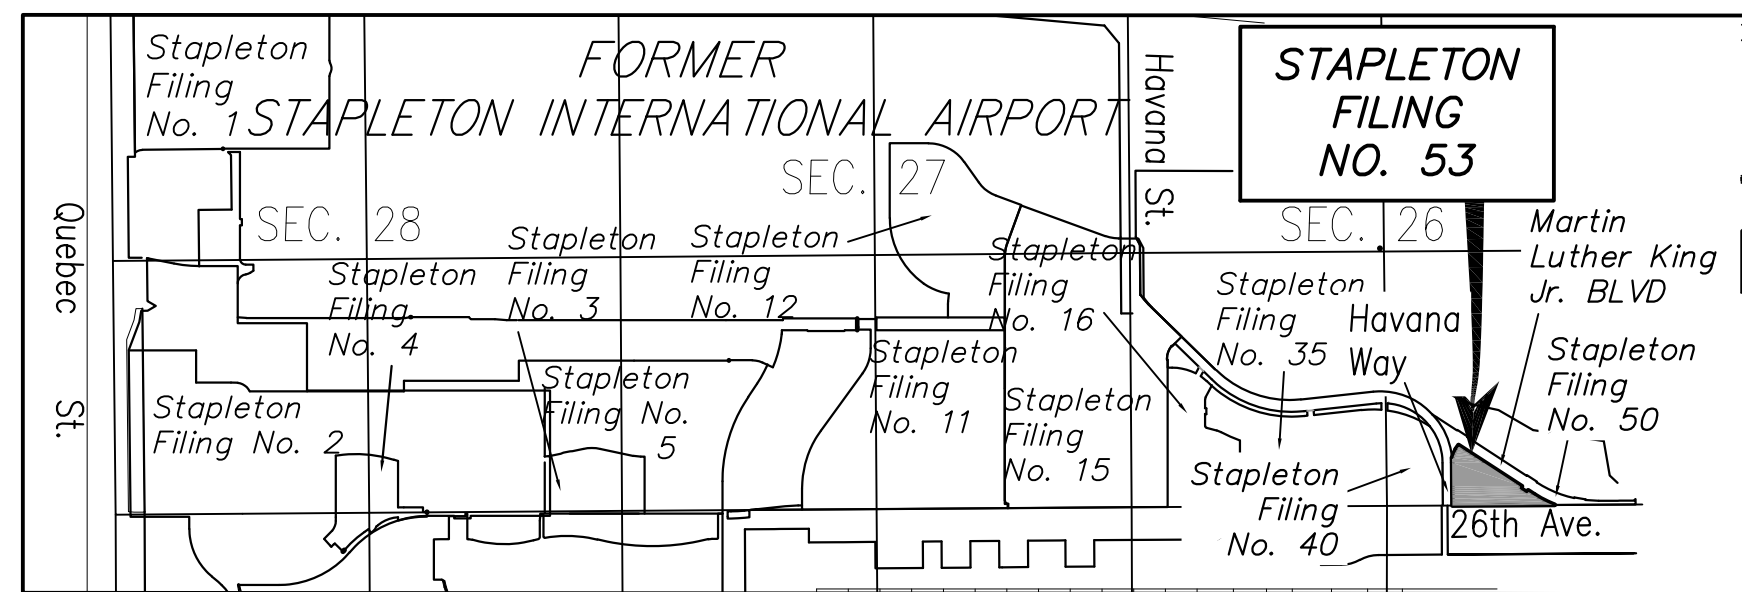 Stapleton
Filing
No. 1
FORMER
STAPLETON INTERNATIONAL AIRPORT
Havana St.
STAPLETON
FILING
NO. 53
SEC. 27
SEC. 28
SEC. 26
Quebec St.
Stapleton
Filing
No. 4
Stapleton
Filing
No. 3
Stapleton
Filing
No. 12
Stapleton
Filing
No. 16
Stapleton
Filing
No. 35
Havana
Way
Martin
Luther King
Jr. BLVD
Stapleton
Filing
No. 50
Stapleton
Filing No. 2
Stapleton
Filing No.
5
Stapleton
Filing
No. 11
Stapleton
Filing
No. 15
Stapleton
Filing
No. 40
26th Ave.